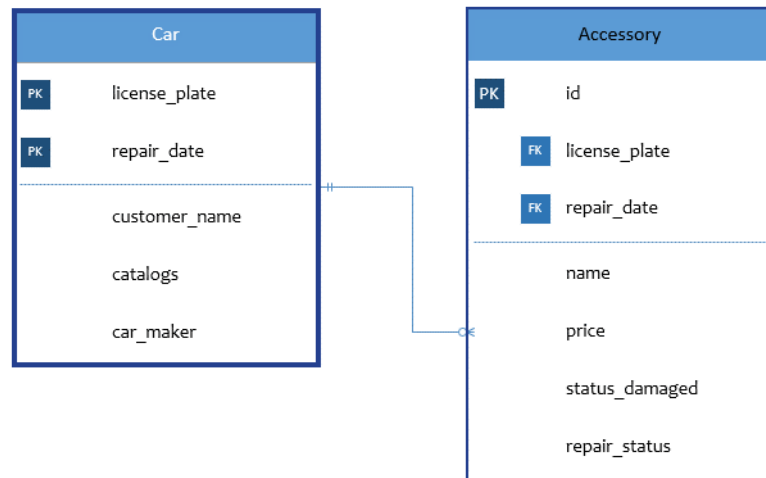 Car
PK license_plate
PK repair_date
customer_name
catalogs
car_maker
Accessory
PK id
FK license_plate
FK repair_date
name
price
status_damaged
repair_status